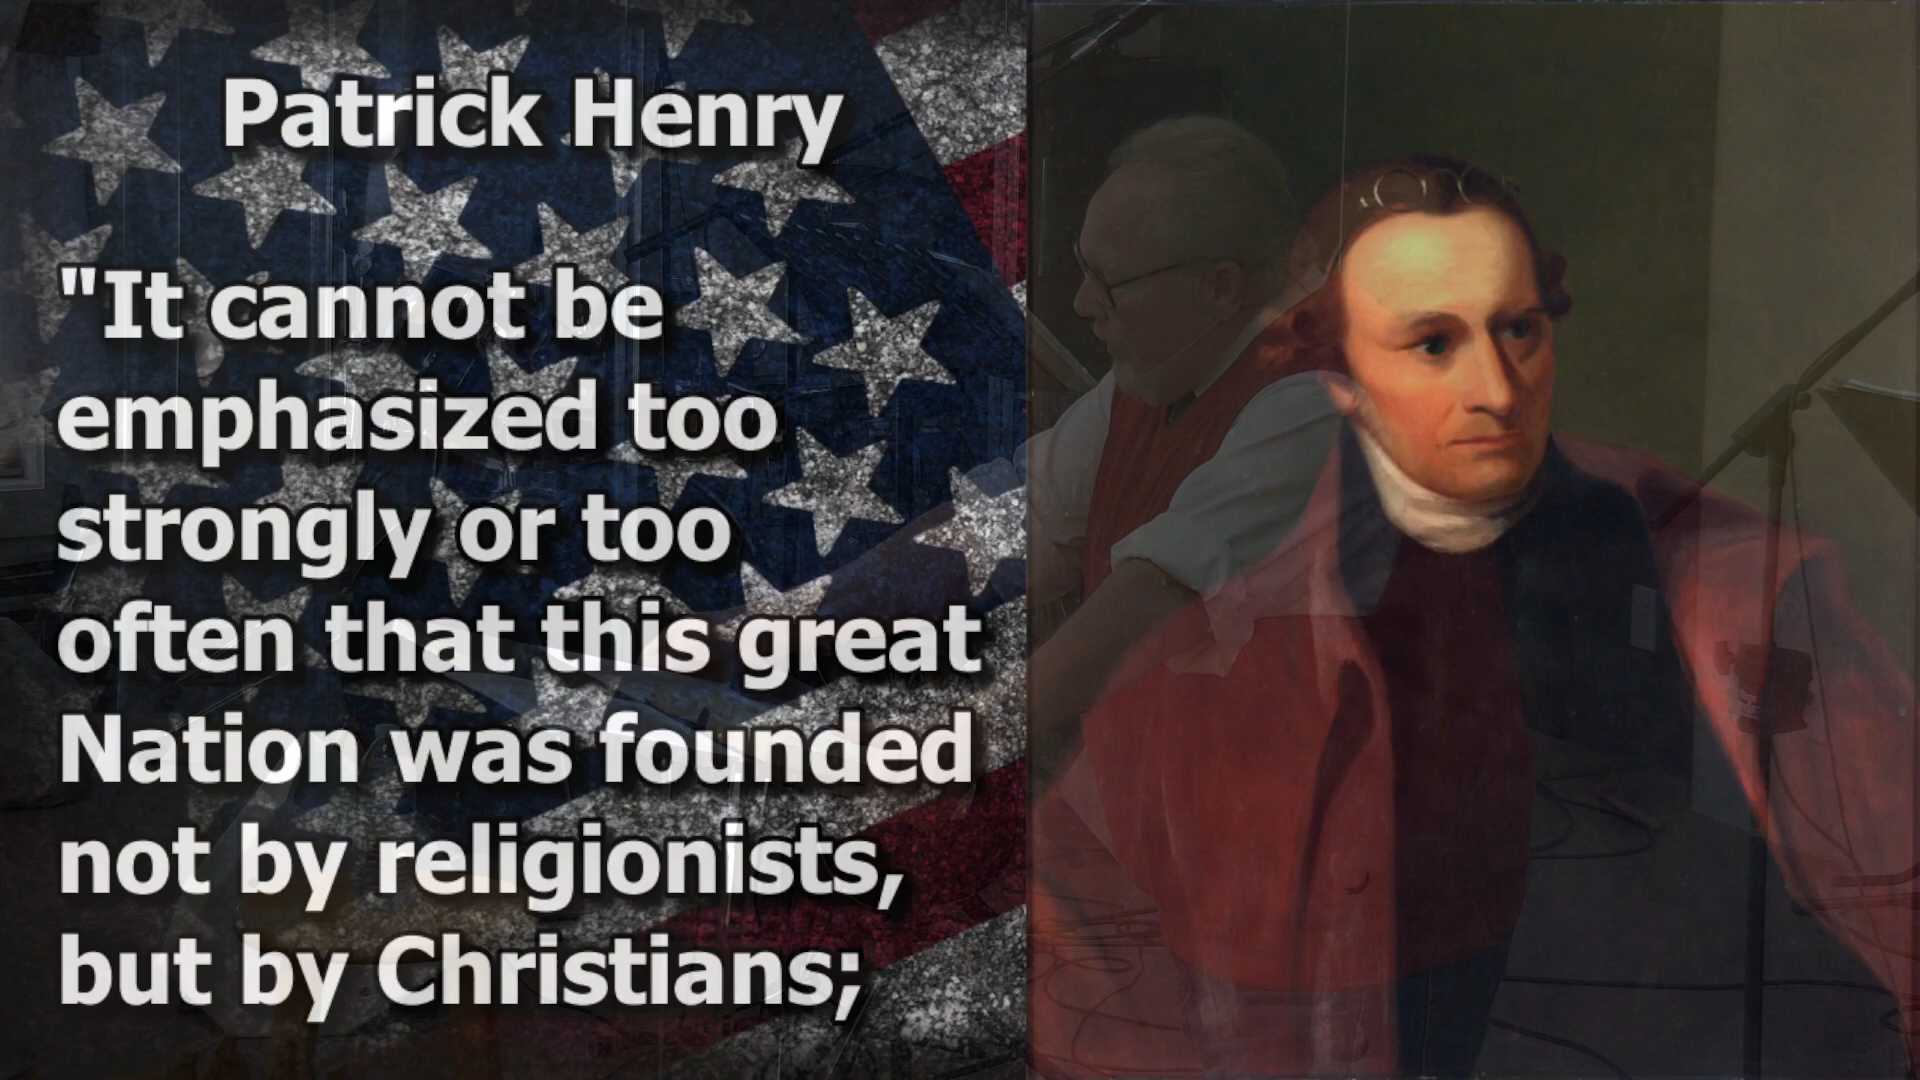 Patrick Henry
"It cannot be
emphasized too
strongly or too
often that this great
Nation was founded
not by religionists,
but by Christians;